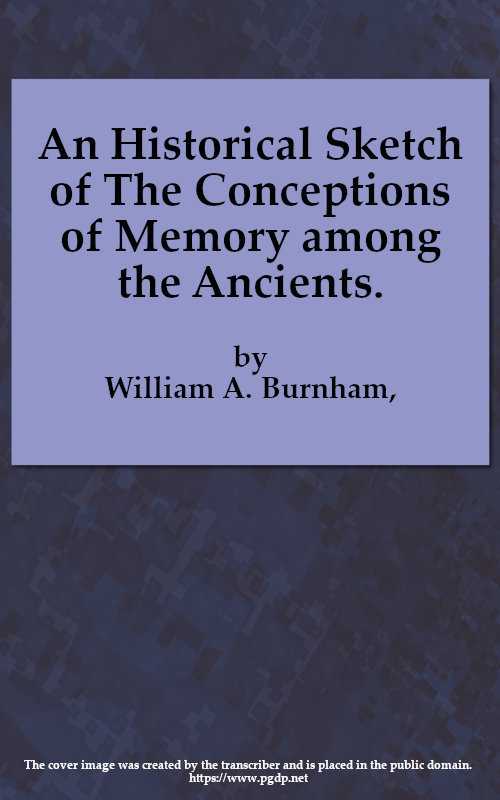 An Historical Sketch
of The Conceptions
of Memory among
the Ancients.
by
William A. Burnham,
The cover image was created by the transcriber and is placed in the public domain.
https://www.pgdp.net